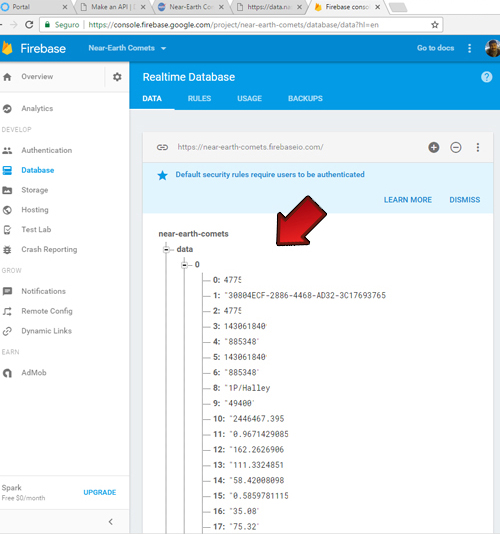 Portal
Make an API | D
Near-Earth Co
https://data.na
Firebase conso
Seguro
https://console.firebase.google.com/project/near-earth-comets/database/data?hl=en
Firebase
Near-Earth Comets
Go to docs
Overview
Analytics
DEVELOP
Authentication
Database
Storage
Hosting
Test Lab
Crash Reporting
GROW
Notifications
Remote Config
Dynamic Links
EARN
AdMob
Spark
Free $0/month
UPGRADE
Realtime Database
DATA
RULES
USAGE
BACKUPS
https://near-earth-comets.firebaseio.com/
Default security rules require users to be authenticated
LEARN MORE
DISMISS
near-earth-comets
data
0
0: 4775
1: "30804ECF-2886-4468-AD32-3C17693765
2: 4775
3: 143061840
4: "885348"
5: 143061840
6: "885348"
8: "1P/Halley
9: "49400"
10: "2446467.395
11: "0.9671429085
12: "162.2626906
13: "111.3324851
14: "58.42008098
15: "0.5859781115
16: "35.08"
17: "75.32"